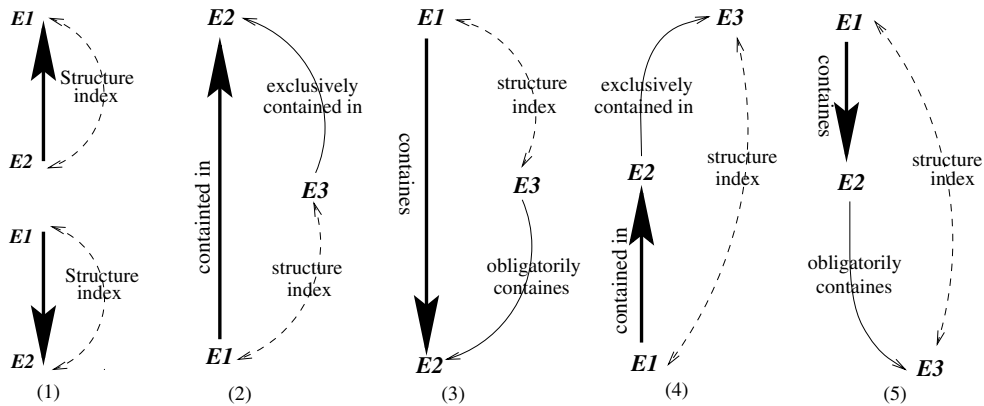 E1
Structure
index
E2
E1
Structure
index
E2
(1)
E2
exclusively
contained in
containted in
E3
structure
index
E1
(2)
E1
structure
index
containes
E3
obligatorily
containes
E2
(3)
E3
exclusively
contained in
structure
index
E2
contained in
E1
(4)
E1
containes
structure
index
E2
obligatorily
containes
E3
(5)